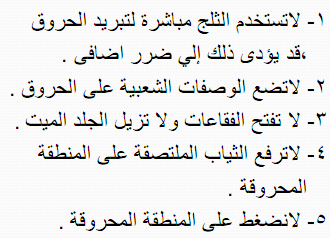 ١- لاتستخدم الثلج مباشرة لتبريد الحروق
،قد يؤدى ذلك إلي ضرر اضافى .
٢- لاتضع الوصفات الشعبية على الحروق .
٣- لا تفتح الفقاعات ولا تزيل الجلد الميت .
٤- لاترفع الثياب الملتصقة على المنطقة
المحروقة .
٥- لانضغط على المنطقة المحروقة .